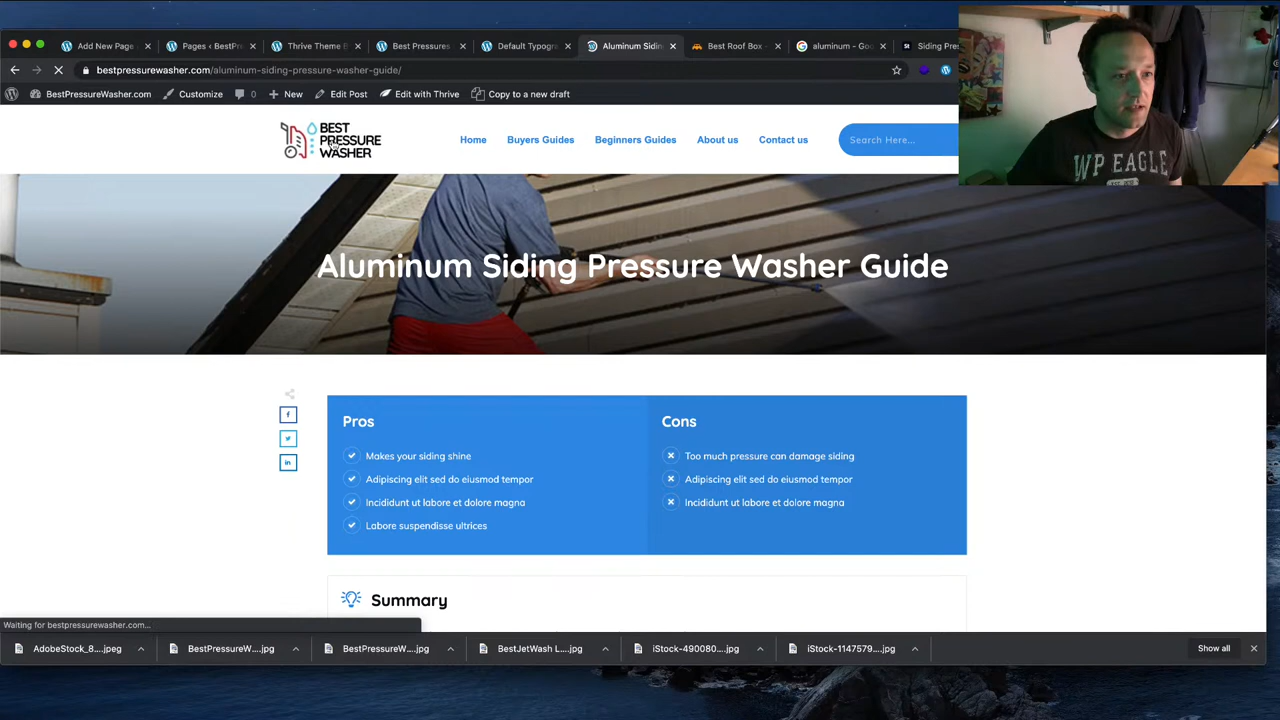 Add New Page
Pages ‹ BestPr
Thrive Theme B
Best Pressures
Default Typogr
Aluminum Sidin
Best Roof Box -
aluminum - Goo
Siding Pres
bestpressurewasher.com/aluminum-siding-pressure-washer-guide/
BestPressureWasher.com
Customize
0
New
Edit Post
Edit with Thrive
Copy to a new draft
BEST
PRESSURE
WASHER
Home
Buyers Guides
Beginners Guides
About us
Contact us
Search Here...
WP EAGLE
Aluminum Siding Pressure Washer Guide
Pros
Makes your siding shine
Adipiscing elit sed do eiusmod tempor
Incididunt ut labore et dolore magna
Labore suspendisse ultrices
Cons
Too much pressure can damage siding
Adipiscing elit sed do eiusmod tempor
Incididunt ut labore et dolore magna
Summary
Waiting for bestpressurewasher.com...
AdobeStock_8....jpeg
BestPressureW....jpg
BestPressureW....jpg
BestJetWash L....jpg
iStock-490080....jpg
iStock-1147579....jpg
Show all